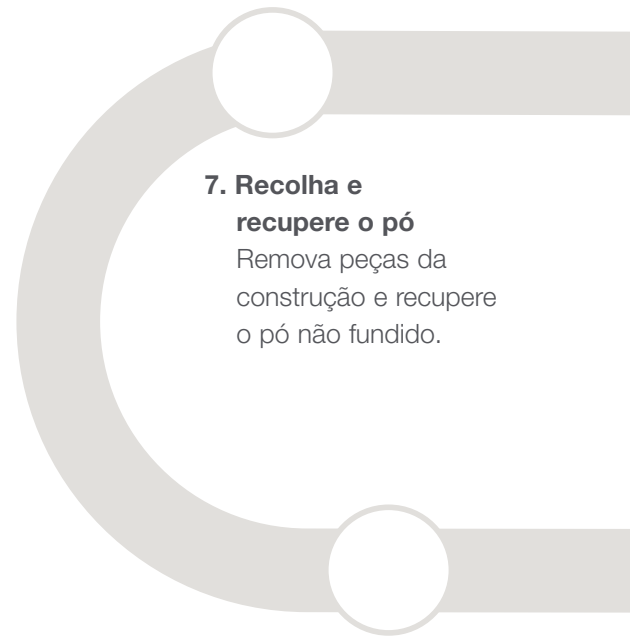 7. Recolha e
recupere o pó
Remova peças da
construção e recupere
o pó não fundido.